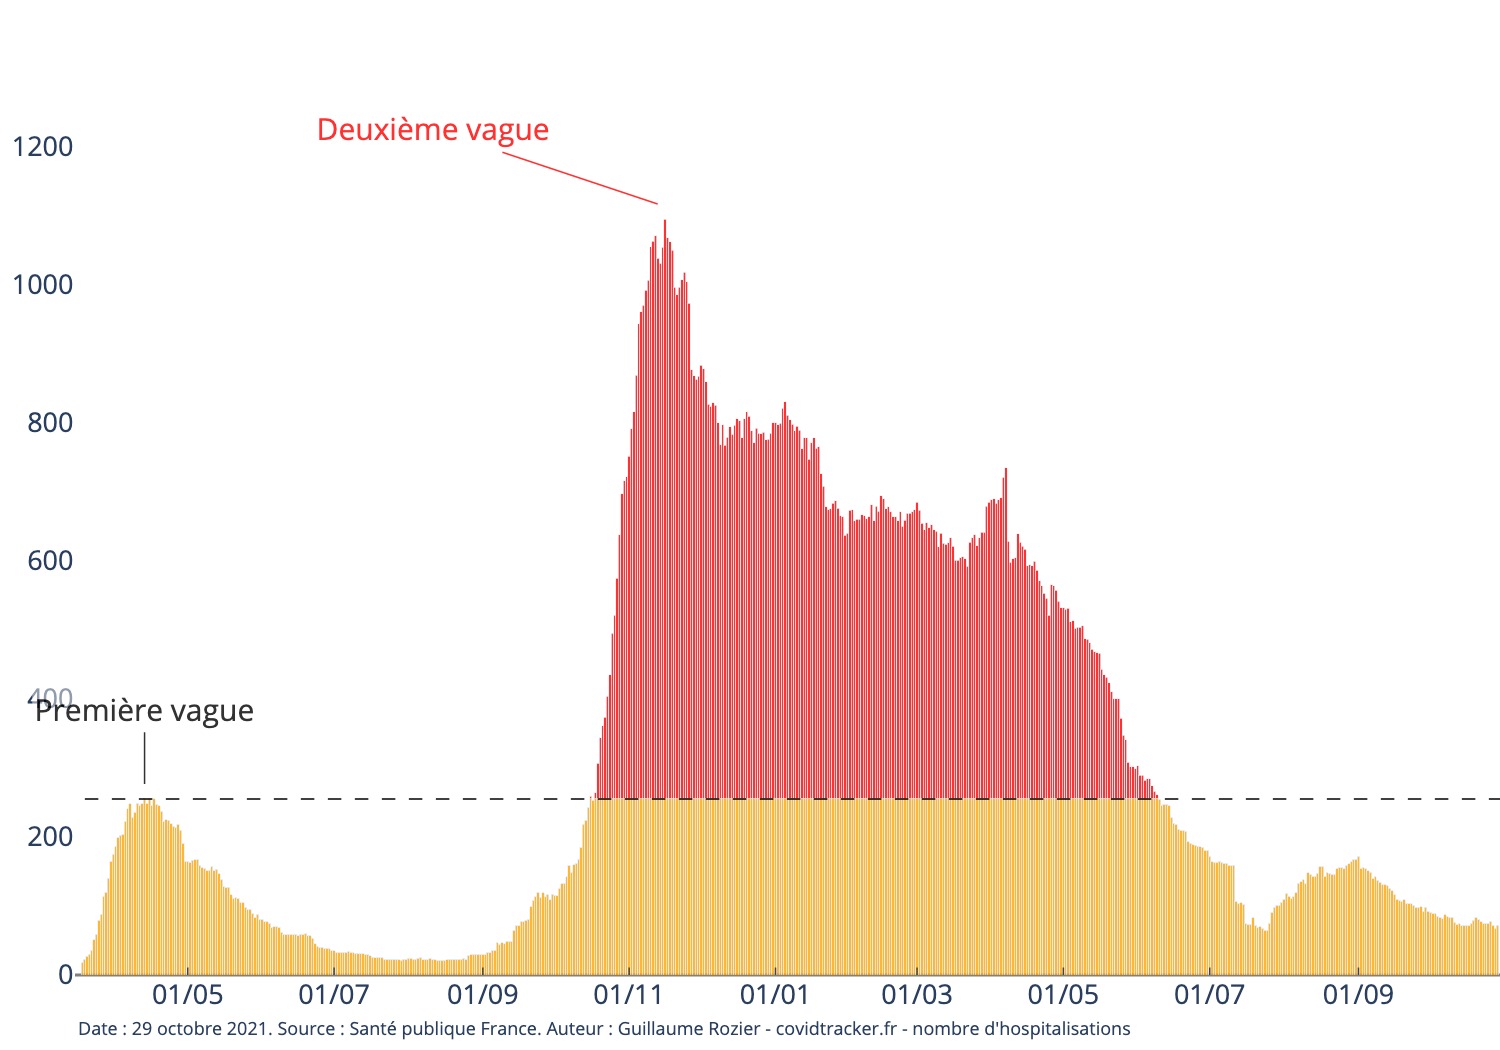 Deuxième vague
1200
1000
800
600
400
Première vague
200
0
01/05 01/07 01/09 01/11 01/01 01/03 01/05 01/07 01/09
Date : 29 octobre 2021. Source : Santé publique France. Auteur : Guillaume Rozier - covidtracker.fr - nombre d'hospitalisations